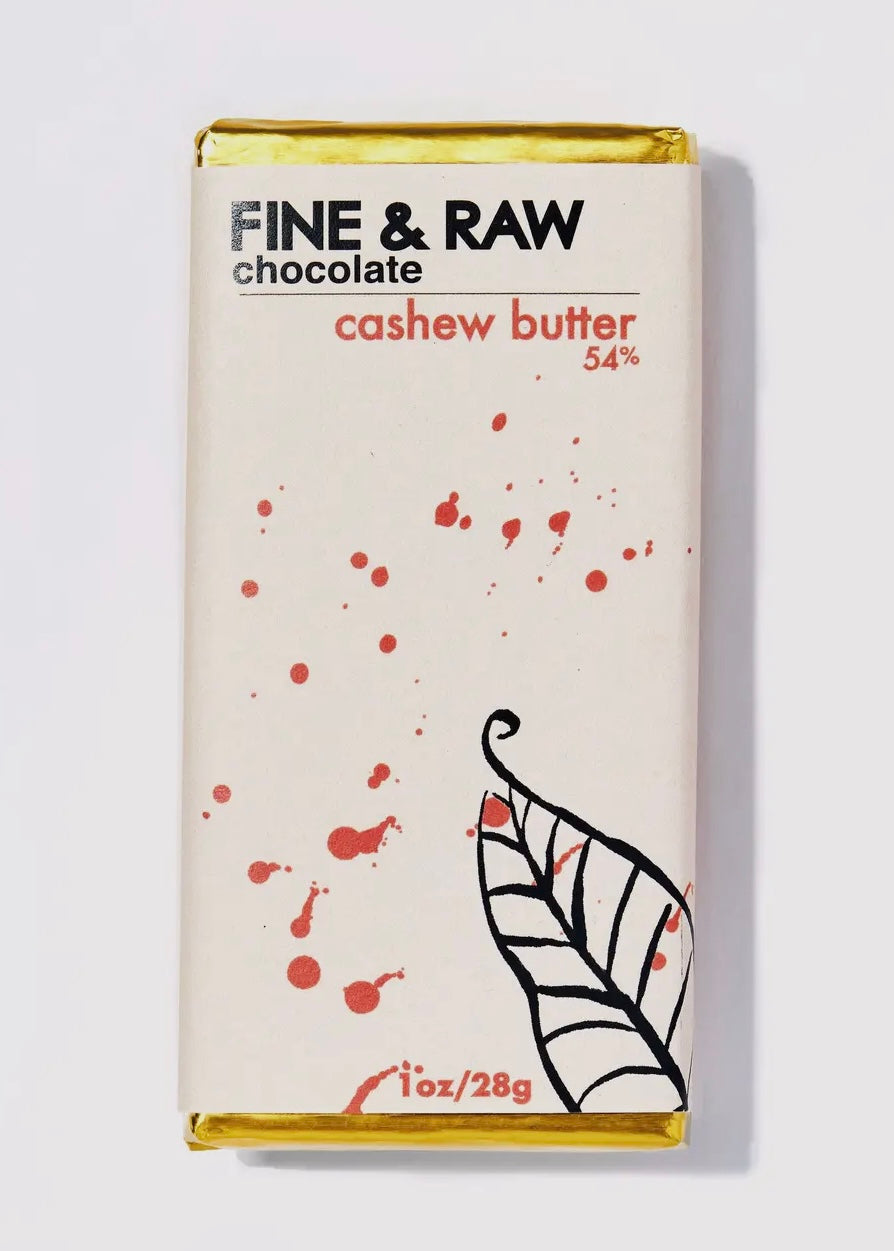 FINE & RAW
chocolate
cashew butter
54%
1oz/28g